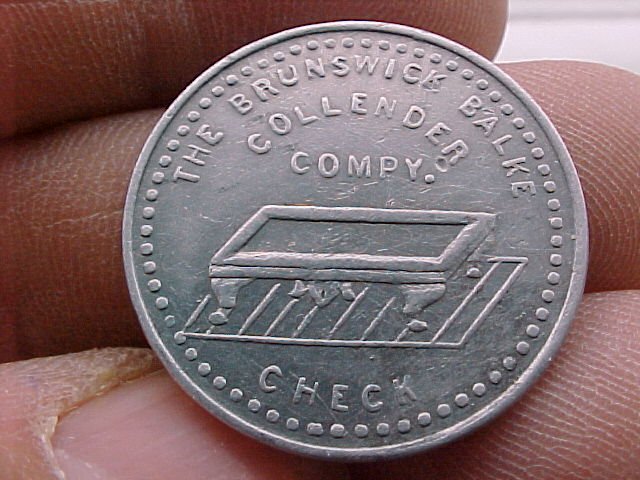 THE BRUNSWICK BALKE
COLLENDER
COMPY.
CHECK